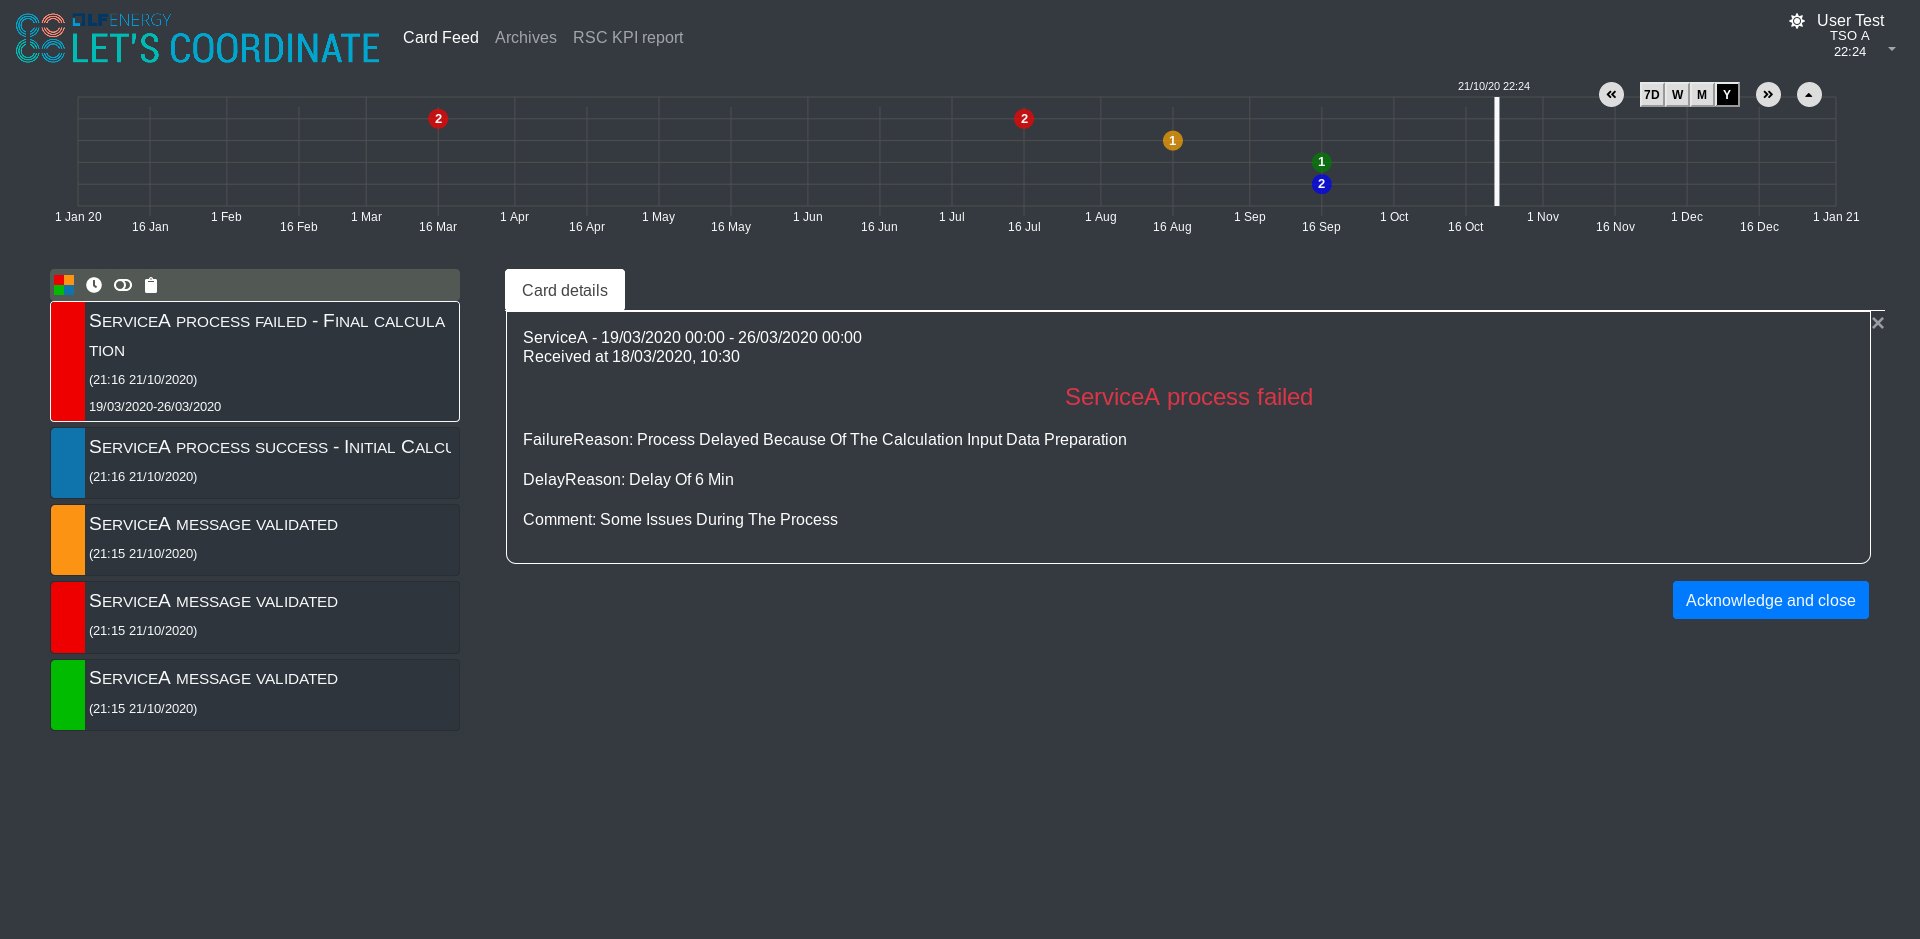 LF ENERGY
LET'S COORDINATE
Card Feed
Archives
RSC KPI report
User Test
TSO A
22:24
21/10/20 22:24
7D W M Y
2
2
1
1
2
1 Jan 20
16 Jan
1 Feb
16 Feb
1 Mar
16 Mar
1 Apr
16 Apr
1 May
16 May
1 Jun
16 Jun
1 Jul
16 Jul
1 Aug
16 Aug
1 Sep
16 Sep
1 Oct
16 Oct
1 Nov
16 Nov
1 Dec
16 Dec
1 Jan 21
ServiceA process failed - Final calcula
tion
(21:16 21/10/2020)
19/03/2020-26/03/2020
ServiceA process success - Initial Calcu
(21:16 21/10/2020)
ServiceA message validated
(21:15 21/10/2020)
ServiceA message validated
(21:15 21/10/2020)
ServiceA message validated
(21:15 21/10/2020)
Card details
ServiceA - 19/03/2020 00:00 - 26/03/2020 00:00
Received at 18/03/2020, 10:30
ServiceA process failed
FailureReason: Process Delayed Because Of The Calculation Input Data Preparation
DelayReason: Delay Of 6 Min
Comment: Some Issues During The Process
Acknowledge and close